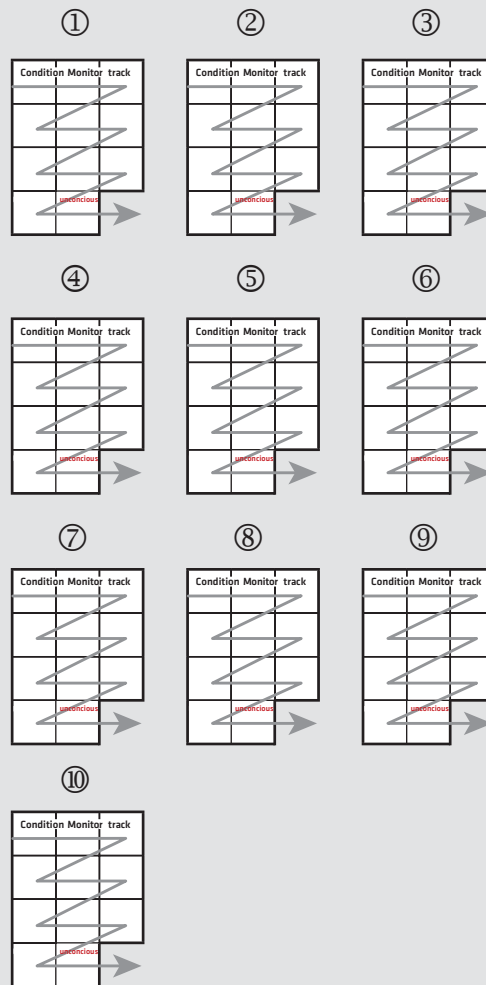 ① ② ③
Condition Monitor track Condition Monitor track Condition Monitor track
unconcious unconcious unconcious
④ ⑤ ⑥
Condition Monitor track Condition Monitor track Condition Monitor track
unconcious unconcious unconcious
⑦ ⑧ ⑨
Condition Monitor track Condition Monitor track Condition Monitor track
unconcious unconcious unconcious
⑩
Condition Monitor track
unconcious